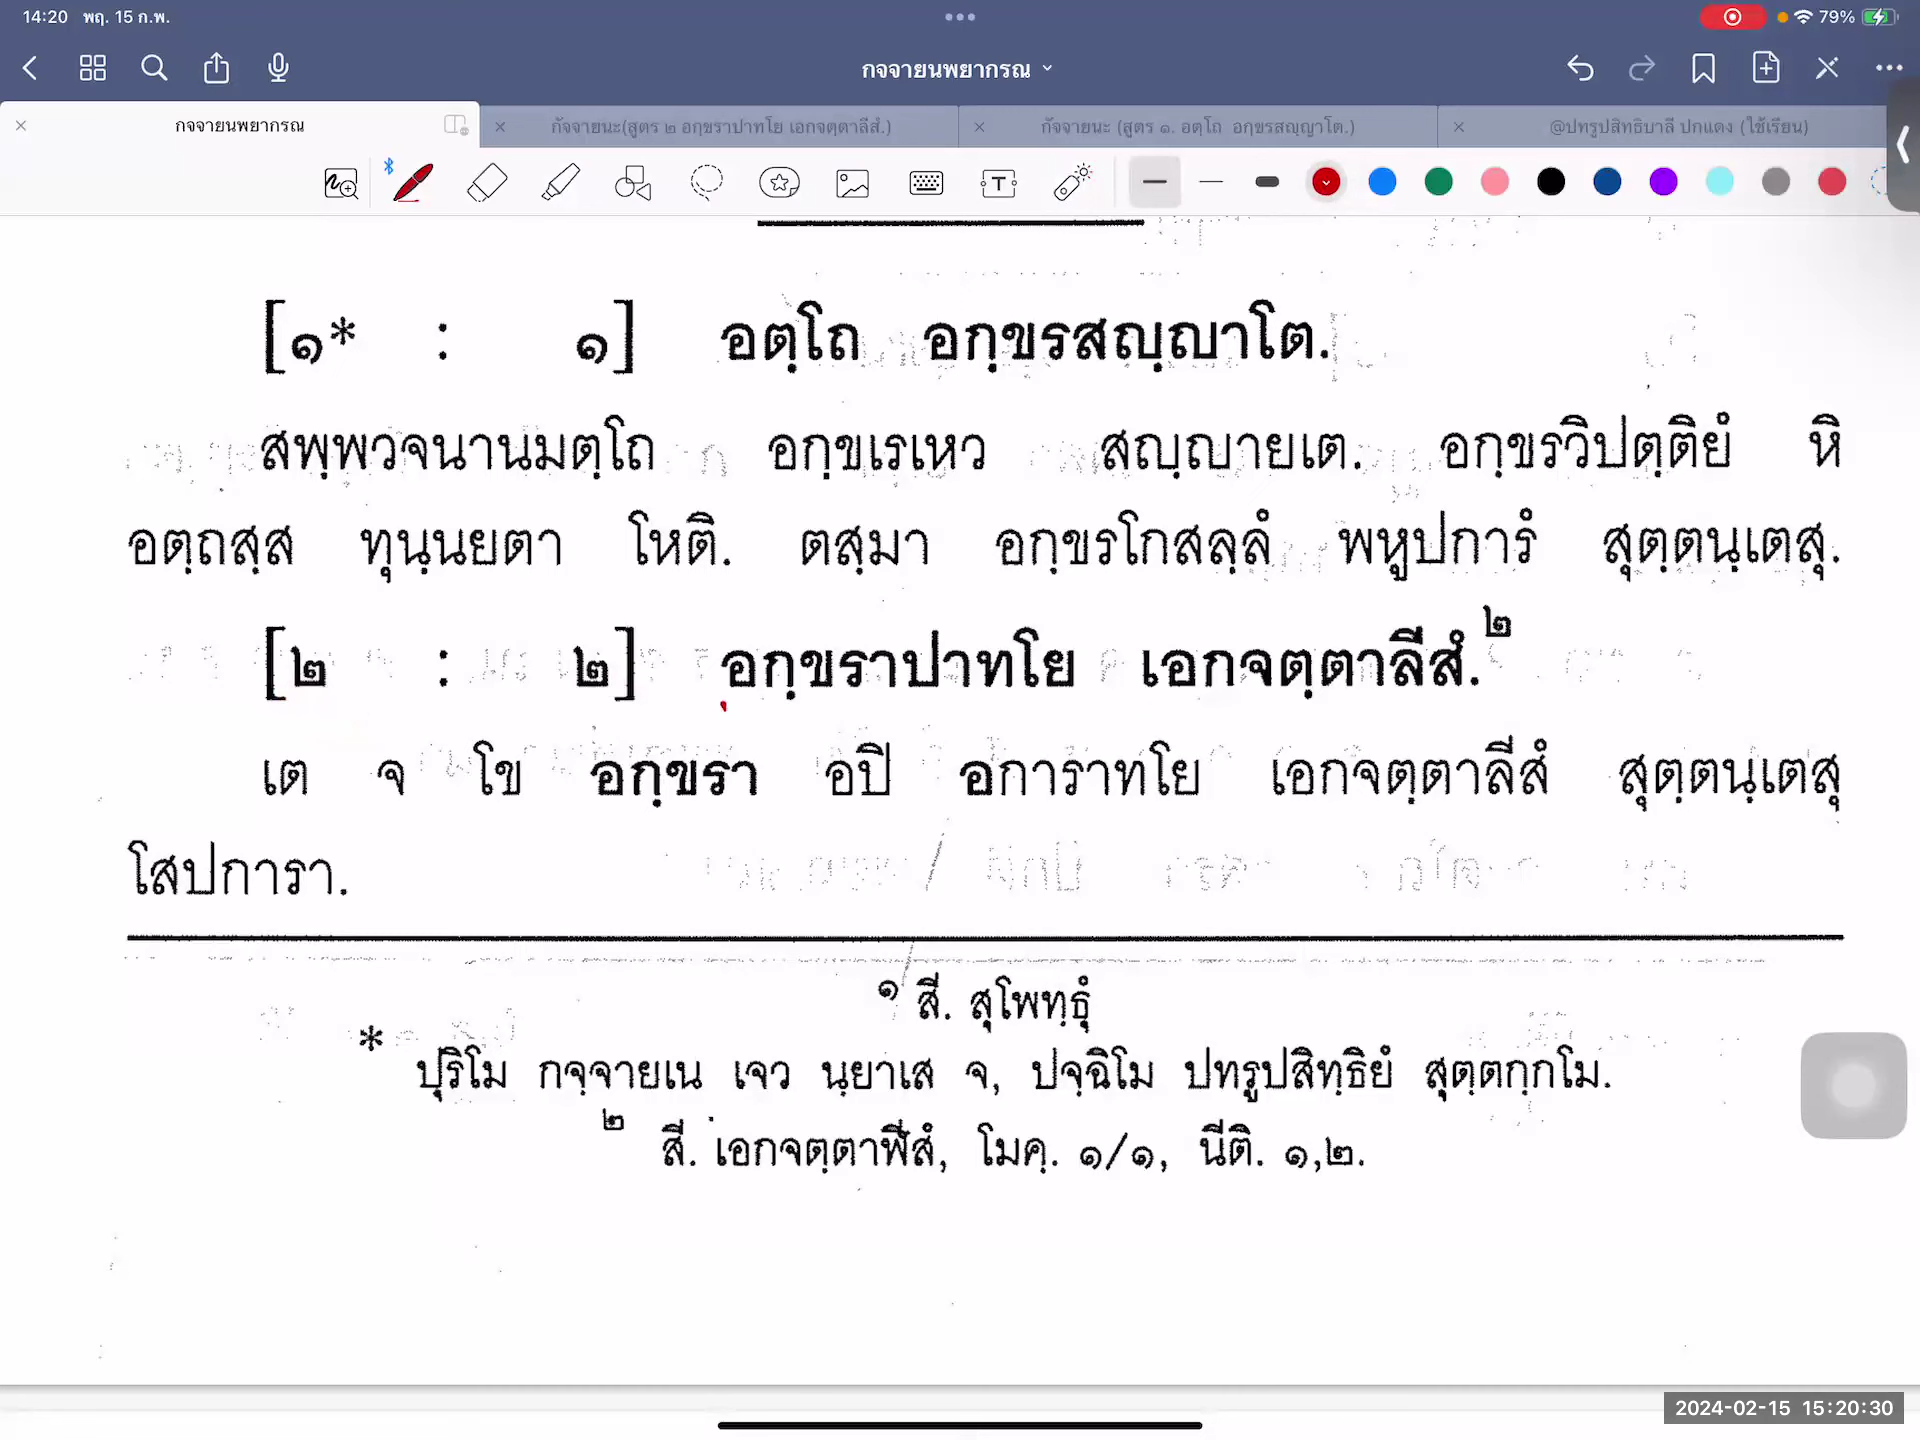 14:20 พฤ. 15 ก.พ.
79%
กจจายนพยากรณ
กจจายนพยากรณ
กัจจายนะ(สูตร ๒ อกฺขราปาทโย เอกจตฺตาลีสํ.)
กัจจายนะ (สูตร ๑. อตฺโถ อกฺขรสญฺญาโต.)
@ปทรูปสิทธิบาลี ปกแดง (ใช้เรียน)
[๑* : ๑] อตฺโถ อกฺขรสญฺญาโต.
สพฺพวจนานมตฺโถ อกฺขเรเหว สญฺญายเต. อกฺขรวิปตฺติยํ หิ
อตฺถสฺส ทุนฺนยตา โหติ. ตสฺมา อกฺขรโกสลฺลํ พหูปการํ สุตฺตนฺเตสุ.
[๒ : ๒] อกฺขราปาทโย เอกจตฺตาลีสํ.๒
เต จ โข อกฺขรา อปิ อการาทโย เอกจตฺตาลีสํ สุตฺตนฺเตสุ
โสปการา.
๑ สี. สุโพทฺธุํ
* ปุริโม กจฺจายเน เจว นฺยาเส จ, ปจฺฉิโม ปทรูปสิทฺธิยํ สุตฺตกฺกโม.
๒ สี. เอกจตฺตาฬีสํ, โมคฺ. ๑/๑, นีติ. ๑,๒.
2024-02-15 15:20:30